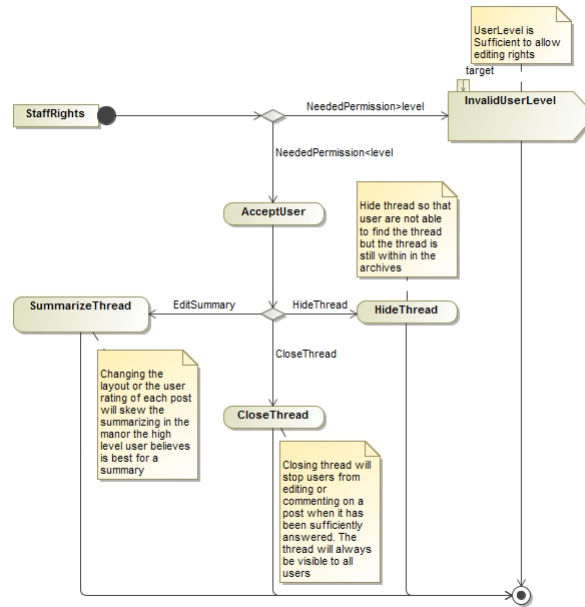 UserLevel is
Sufficient to allow
editing rights
target
StaffRights
NeededPermission>level
InvalidUserLevel
NeededPermission<level
AcceptUser
Hide thread so that
user are not able
to find the thread
but the thread is
still within in the
archives
SummarizeThread
EditSummary
HideThread
HideThread
CloseThread
Changing the
layout or the user
rating of each post
will skew the
summarizing in the
manor the high
level user believes
is best for a
summary
CloseThread
Closing thread will
stop users from
editing or
commenting on a
post when it has
been sufficiently
answered. The
thread will always
be visible to all
users